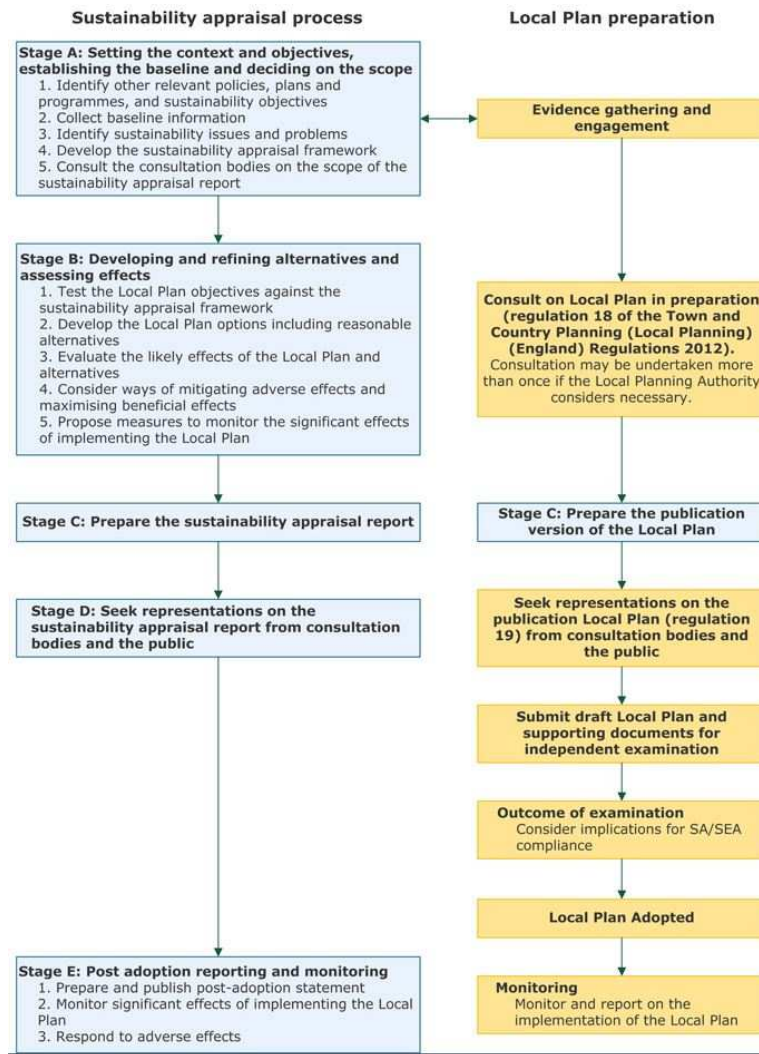 Sustainability appraisal process
Local Plan preparation
Stage A: Setting the context and objectives,
establishing the baseline and deciding on the scope
1. Identify other relevant policies, plans and
programmes, and sustainability objectives
2. Collect baseline information
3. Identify sustainability issues and problems
4. Develop the sustainability appraisal framework
5. Consult the consultation bodies on the scope of the
sustainability appraisal report
Evidence gathering and
engagement
Stage B: Developing and refining alternatives and
assessing effects
1. Test the Local Plan objectives against the
sustainability appraisal framework
2. Develop the Local Plan options including reasonable
alternatives
3. Evaluate the likely effects of the Local Plan and
alternatives
4. Consider ways of mitigating adverse effects and
maximising beneficial effects
5. Propose measures to monitor the significant effects
of implementing the Local Plan
Consult on Local Plan in preparation
(regulation 18 of the Town and
Country Planning (Local Planning)
(England) Regulations 2012).
Consultation may be undertaken more
than once if the Local Planning Authority
considers necessary.
Stage C: Prepare the sustainability appraisal report
Stage C: Prepare the publication
version of the Local Plan
Stage D: Seek representations on the
sustainability appraisal report from consultation
bodies and the public
Seek representations on the
publication Local Plan (regulation
19) from consultation bodies and
the public
Submit draft Local Plan and
supporting documents for
independent examination
Outcome of examination
Consider implications for SA/SEA
compliance
Local Plan Adopted
Stage E: Post adoption reporting and monitoring
1. Prepare and publish post-adoption statement
2. Monitor significant effects of implementing the Local
Plan
3. Respond to adverse effects
Monitoring
Monitor and report on the
implementation of the Local Plan